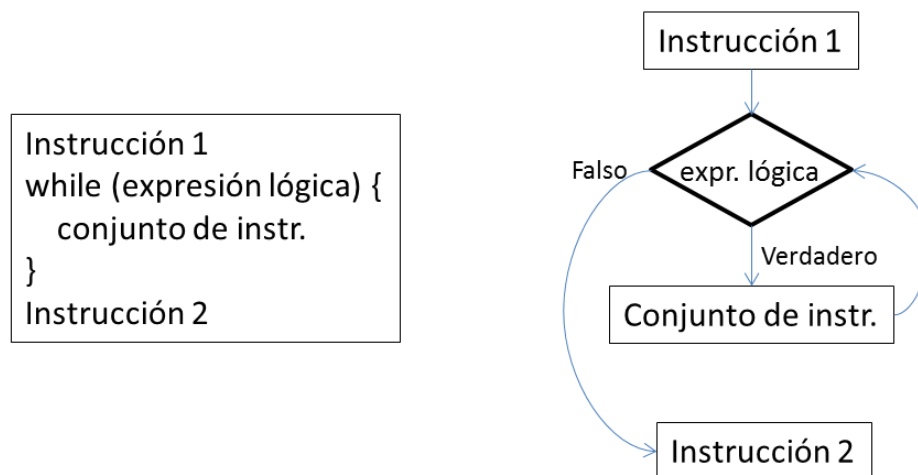 Instrucción 1
while (expresión lógica) {
conjunto de instr.
}
Instrucción 2
Instrucción 1
expr. lógica
Falso
Verdadero
Conjunto de instr.
Instrucción 2